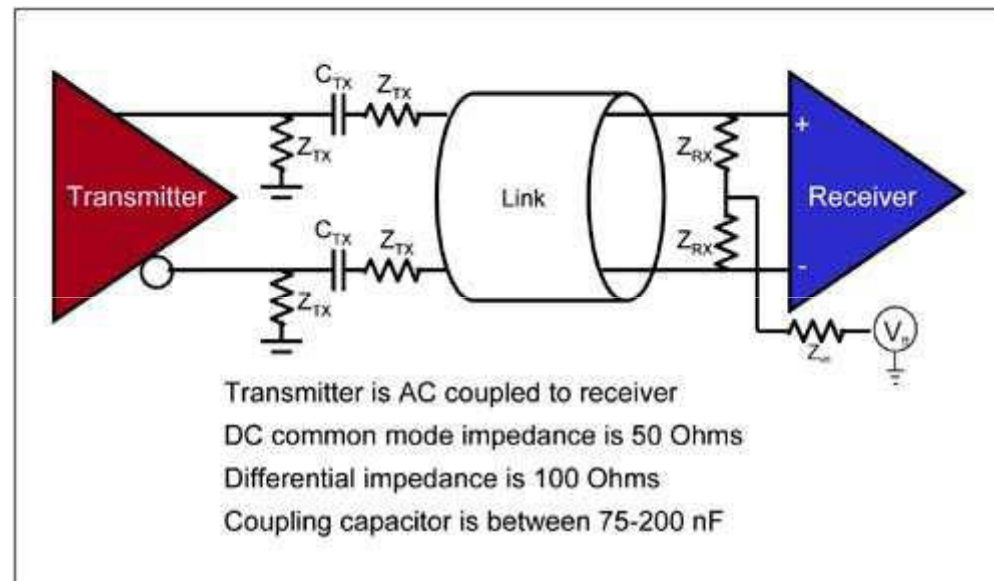 C_TX
Z_TX
Z_TX
Transmitter
Link
Z_RX
+
Receiver
C_TX
Z_TX
Z_RX
-
Z_TX
V
Transmitter is AC coupled to receiver
DC common mode impedance is 50 Ohms
Differential impedance is 100 Ohms
Coupling capacitor is between 75-200 nF